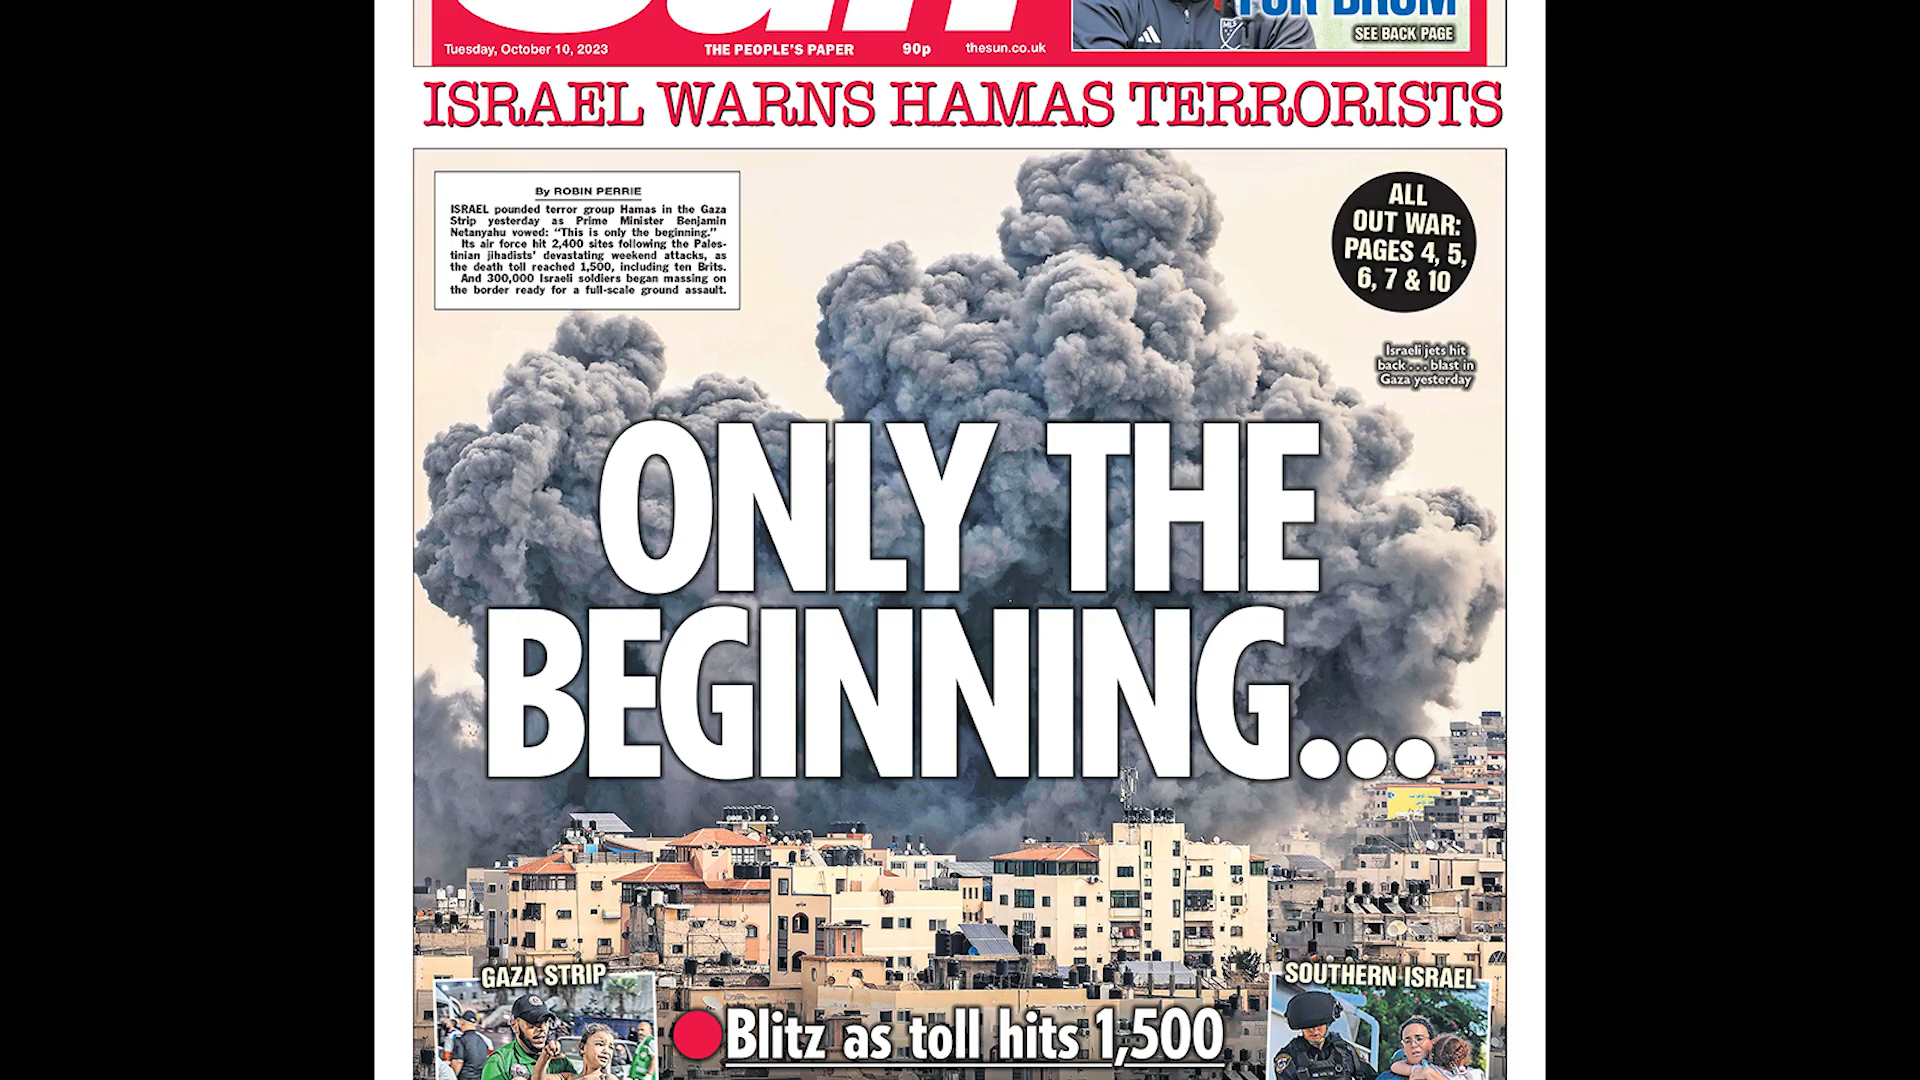 Sun
FOR DRUM
SEE BACK PAGE
Tuesday, October 10, 2023
THE PEOPLE'S PAPER
90p
thesun.co.uk
ISRAEL WARNS HAMAS TERRORISTS
By ROBIN PERRIE
ISRAEL pounded terror group Hamas in the Gaza
Strip yesterday as Prime Minister Benjamin
Netanyahu vowed: “This is only the beginning.”
Its air force hit 2,400 sites following the Pales-
tinian jihadists’ devastating weekend attacks, as
the death toll reached 1,500, including ten Brits.
And 300,000 Israeli soldiers began massing on
the border ready for a full-scale ground assault.
ALL
OUT WAR:
PAGES 4, 5,
6, 7 & 10
Israeli jets hit
back . . . blast in
Gaza yesterday
ONLY THE
BEGINNING...
GAZA STRIP
SOUTHERN ISRAEL
Blitz as toll hits 1,500